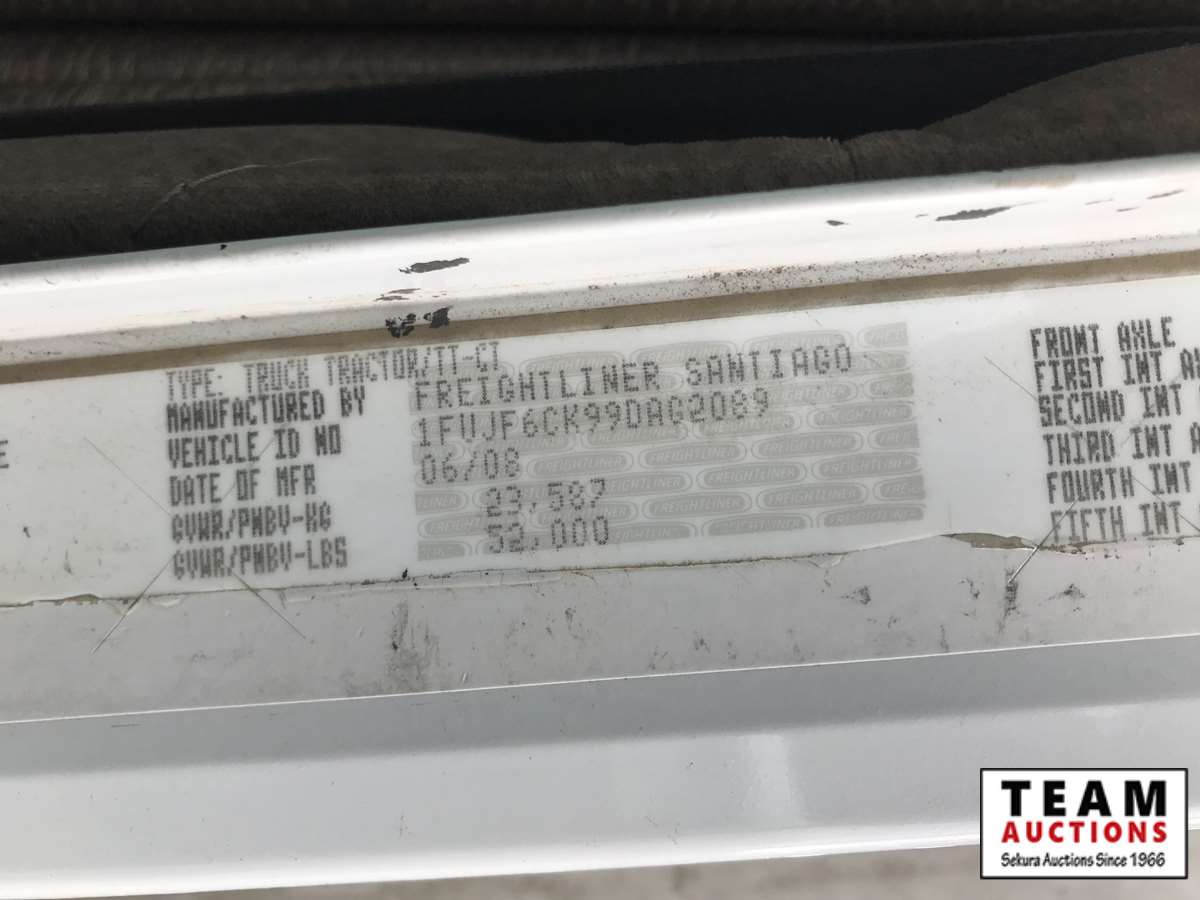 TYPE: TRUCK TRACTOR/TT-CT
MANUFACTURED BY FREIGHTLINER SANTIAGO
VEHICLE ID NO 1FUJF6CK99DAG2089
DATE OF MFR 06/08
GVWR/PNBV-KG 23,587
GVWR/PNBV-LBS 52,000
FRONT AXLE
FIRST INT AX
SECOND INT
THIRD INT A
FOURTH INT
FIFTH INT
TEAM
AUCTIONS
Sekura Auctions Since 1966